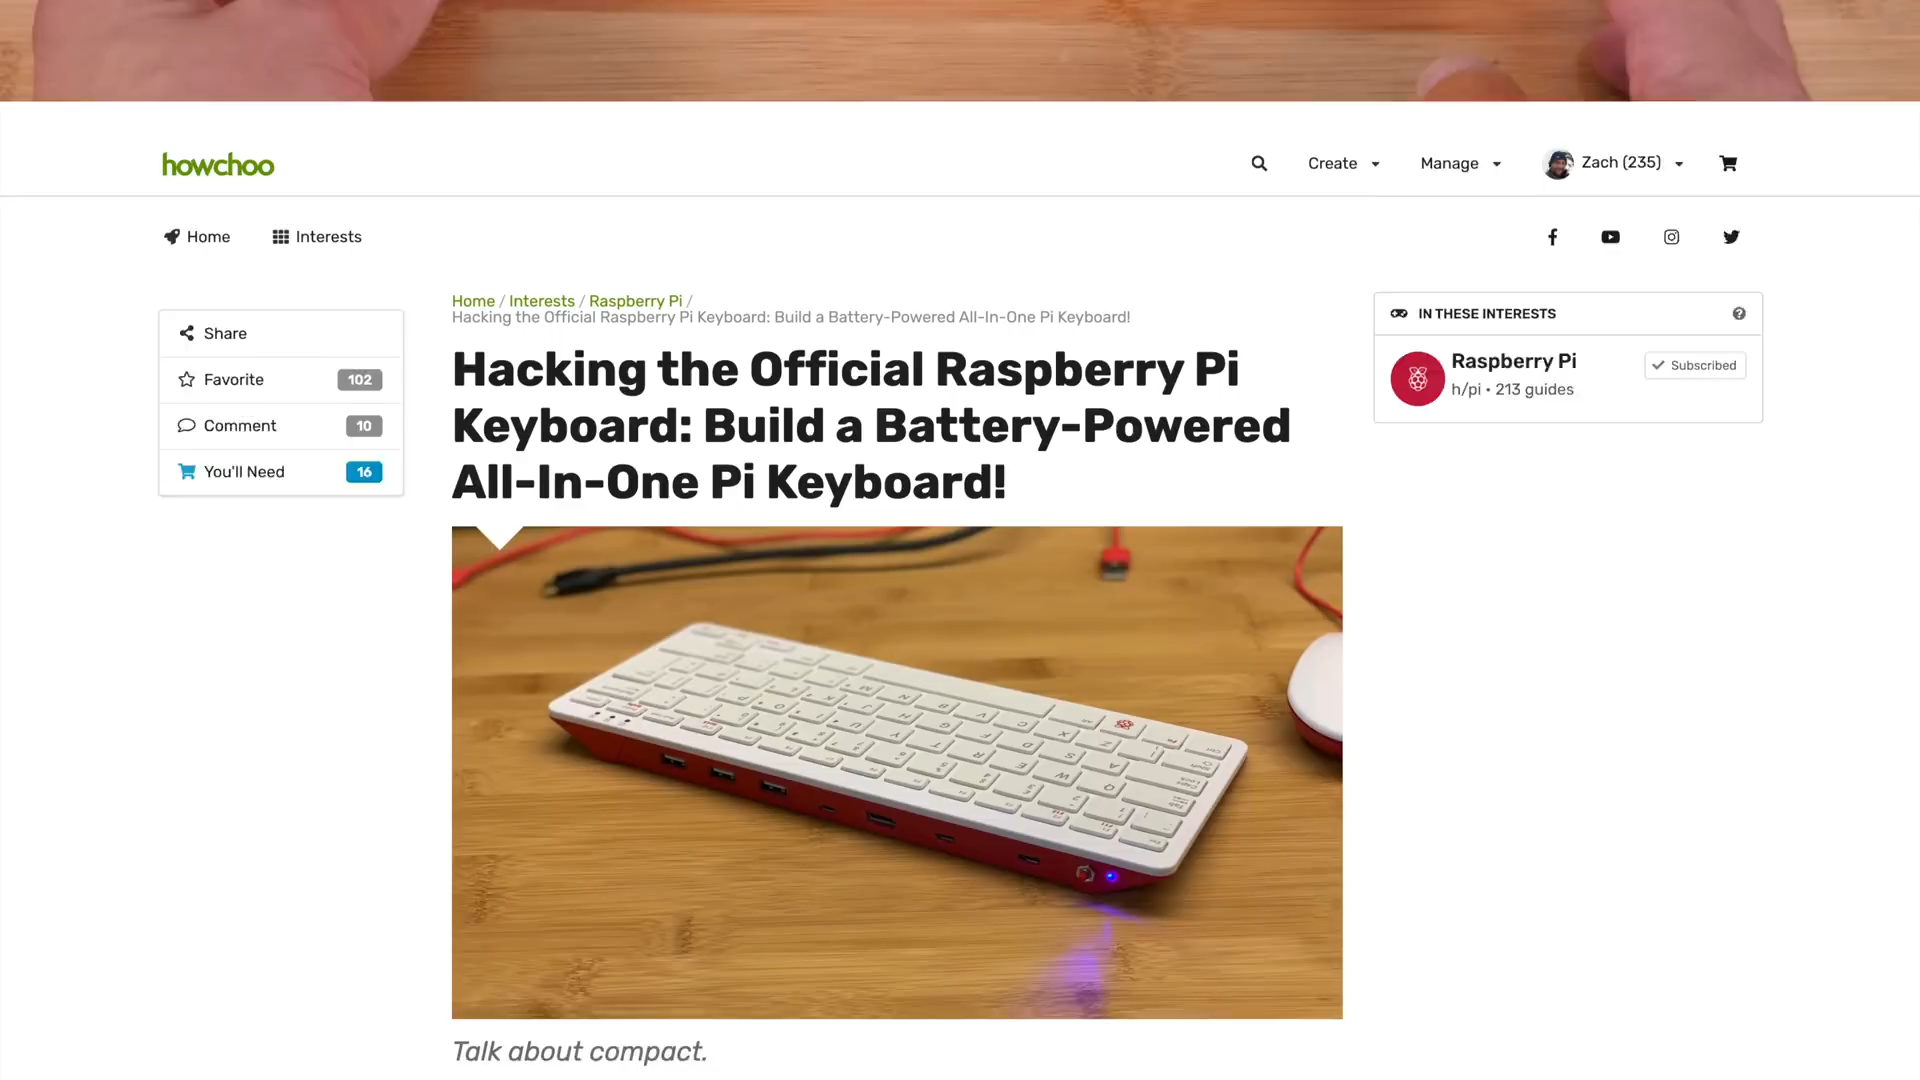 howchoo
Create
Manage
Zach (235)
Home
Interests
Share
Favorite 102
Comment 10
You'll Need 16
Home / Interests / Raspberry Pi /
Hacking the Official Raspberry Pi Keyboard: Build a Battery-Powered All-In-One Pi Keyboard!
Hacking the Official Raspberry Pi
Keyboard: Build a Battery-Powered
All-In-One Pi Keyboard!
Talk about compact.
IN THESE INTERESTS
Raspberry Pi
h/pi • 213 guides
Subscribed